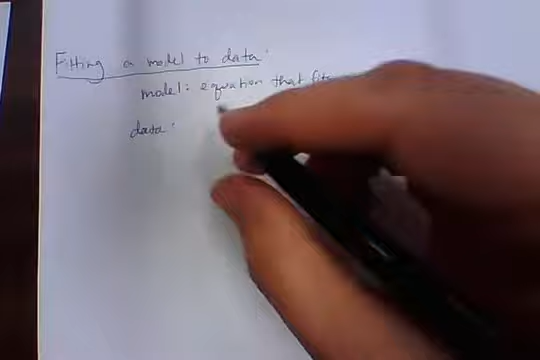 Fitting a model to data:
model: equation that fits
data: